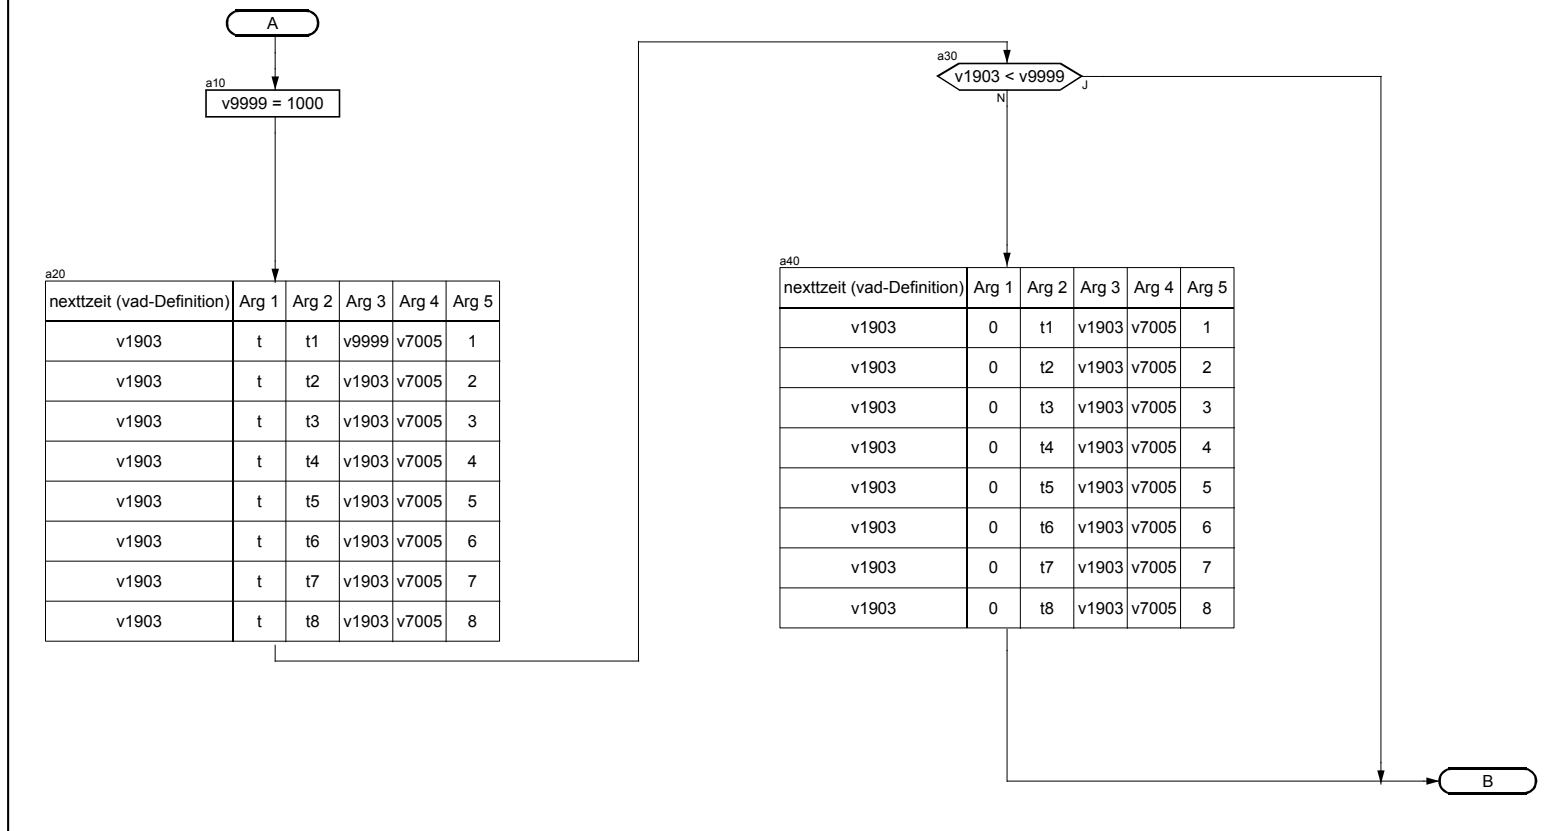 A
a10
v9999 = 1000
a20
nexttzeit (vad-Definition) Arg 1 Arg 2 Arg 3 Arg 4 Arg 5
v1903 t t1 v9999 v7005 1
v1903 t t2 v1903 v7005 2
v1903 t t3 v1903 v7005 3
v1903 t t4 v1903 v7005 4
v1903 t t5 v1903 v7005 5
v1903 t t6 v1903 v7005 6
v1903 t t7 v1903 v7005 7
v1903 t t8 v1903 v7005 8
a30
v1903 < v9999
N J
a40
nexttzeit (vad-Definition) Arg 1 Arg 2 Arg 3 Arg 4 Arg 5
v1903 0 t1 v1903 v7005 1
v1903 0 t2 v1903 v7005 2
v1903 0 t3 v1903 v7005 3
v1903 0 t4 v1903 v7005 4
v1903 0 t5 v1903 v7005 5
v1903 0 t6 v1903 v7005 6
v1903 0 t7 v1903 v7005 7
v1903 0 t8 v1903 v7005 8
B